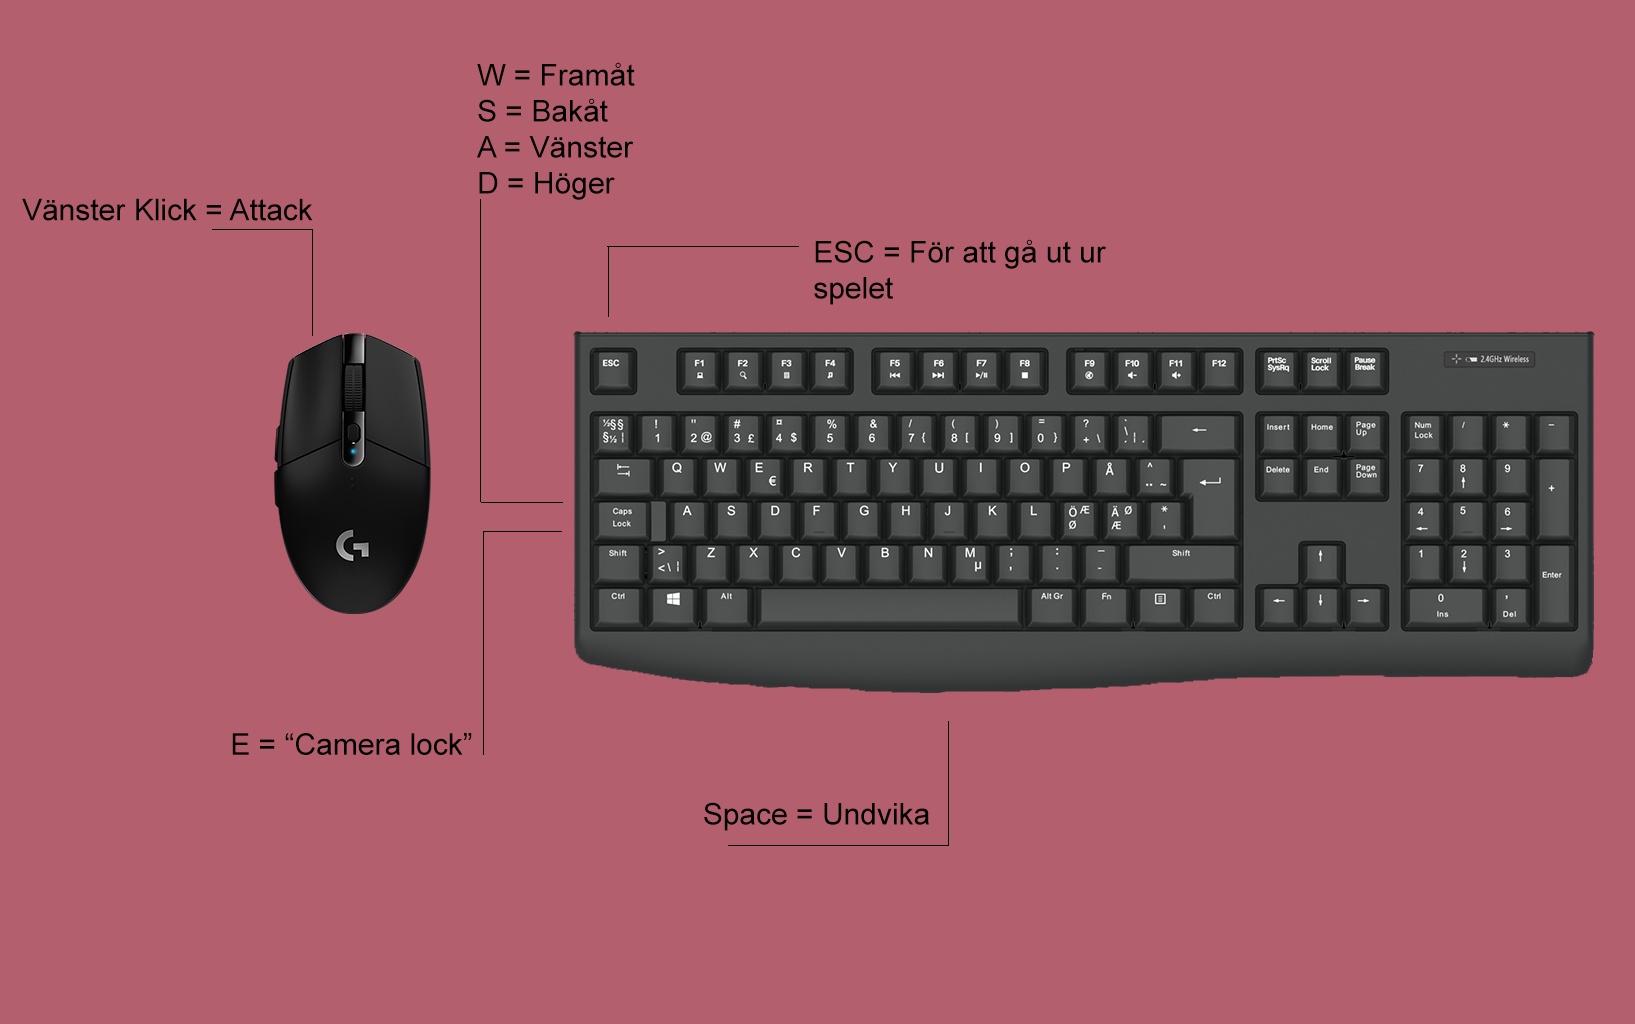 W = Framåt
S = Bakåt
A = Vänster
D = Höger
Vänster Klick = Attack
ESC = För att gå ut ur
spelet
ESC F1 F2 F3 F4 F5 F6 F7 F8 F9 F10 F11 F12 PrtSc SysRq Scroll Lock Pause Break 2.4GHz Wireless
½§§ ! " # £ ¤ $ % & / ( ) = ? `
§½ | 1 2 @ 3 £ 4 $ 5 6 7 { 8 [ 9 ] 0 } + \ \ | .
Insert Home Page Up Num Lock / * −
Q W E € R T Y U I O P Å ^ ¨ ~ Delete End Page Down 7 8 9 +
Caps Lock A S D F G H J K L Ö Æ Ø Ä Ø Æ * ' 4 5 6
Shift > < \ | Z X C V B N M µ ; , : . _ - Shift 1 2 3 Enter
Ctrl Alt Alt Gr Fn Ctrl 0 Ins , Del
E = “Camera lock”
Space = Undvika